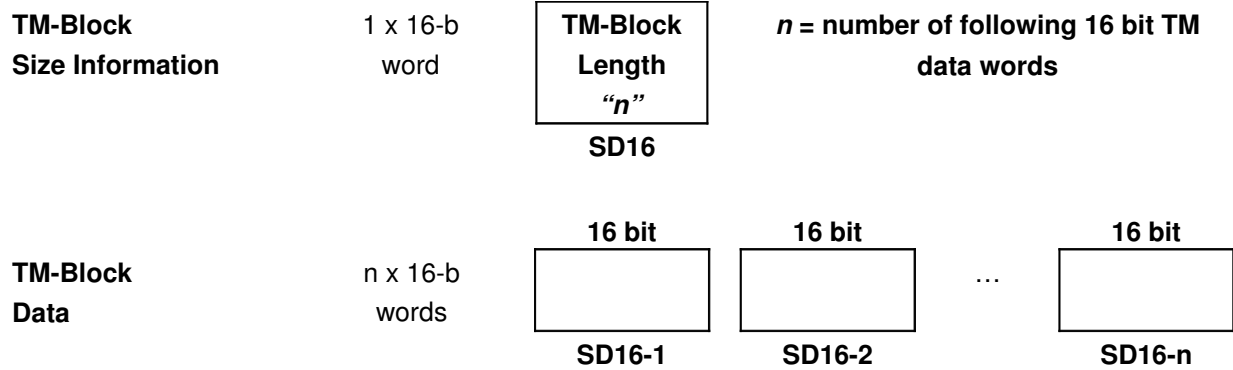 TM-Block 1 x 16-b TM-Block n = number of following 16 bit TM
Size Information word Length data words
“n”
SD16
16 bit 16 bit 16 bit
TM-Block n x 16-b …
Data words
SD16-1 SD16-2 SD16-n